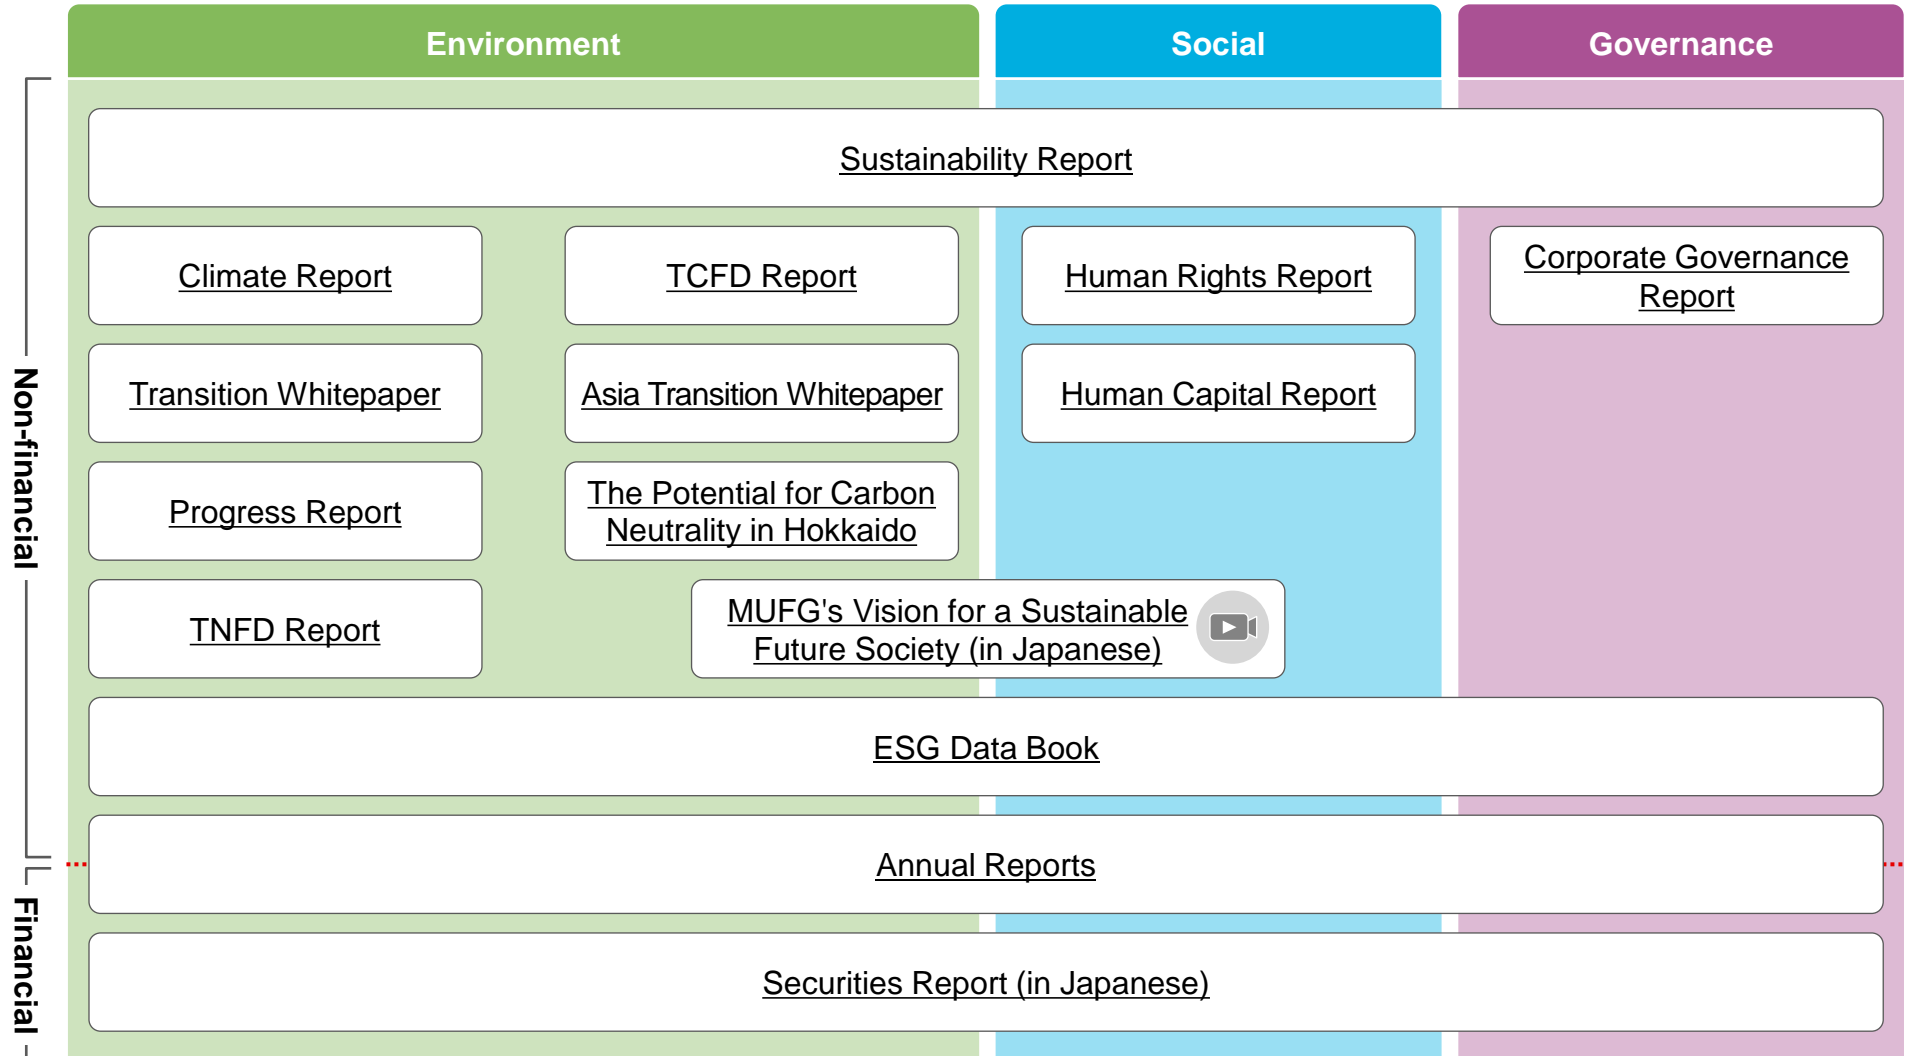 Environment
Social
Governance
Non-financial
Sustainability Report
Climate Report
TCFD Report
Human Rights Report
Corporate Governance
Report
Transition Whitepaper
Asia Transition Whitepaper
Human Capital Report
Progress Report
The Potential for Carbon
Neutrality in Hokkaido
TNFD Report
MUFG's Vision for a Sustainable
Future Society (in Japanese)
ESG Data Book
Annual Reports
Financial
Securities Report (in Japanese)